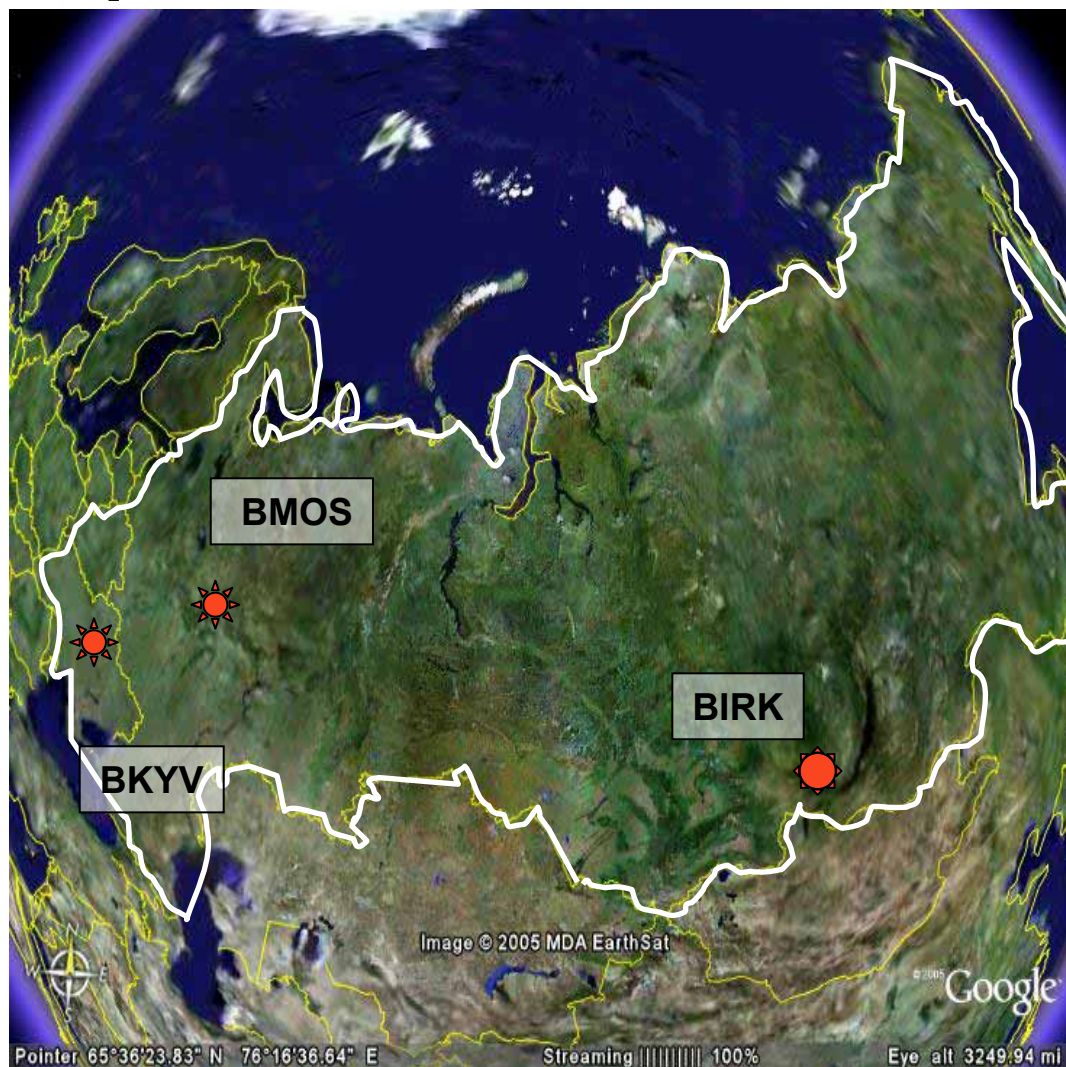 BMOS
BIRK
BKYV
Image © 2005 MDA EarthSat
N
W E
S
©2005 Google
Pointer 65°36'23.83" N 76°16'36.64" E Streaming |||||||||| 100% Eye alt 3249.94 mi